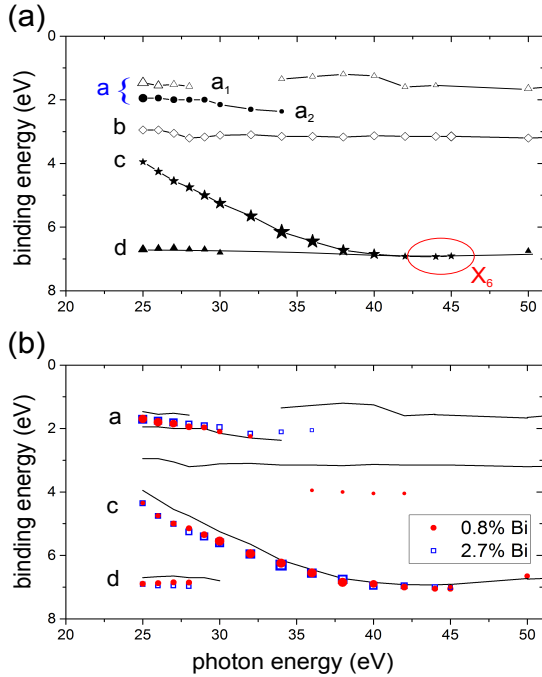 (a)
0
2
4
6
8
binding energy (eV)
a {
a1
a2
b
c
d
X6
20 25 30 35 40 45 50
(b)
0
2
4
6
8
binding energy (eV)
a
c
d
0.8% Bi
2.7% Bi
20 25 30 35 40 45 50
photon energy (eV)